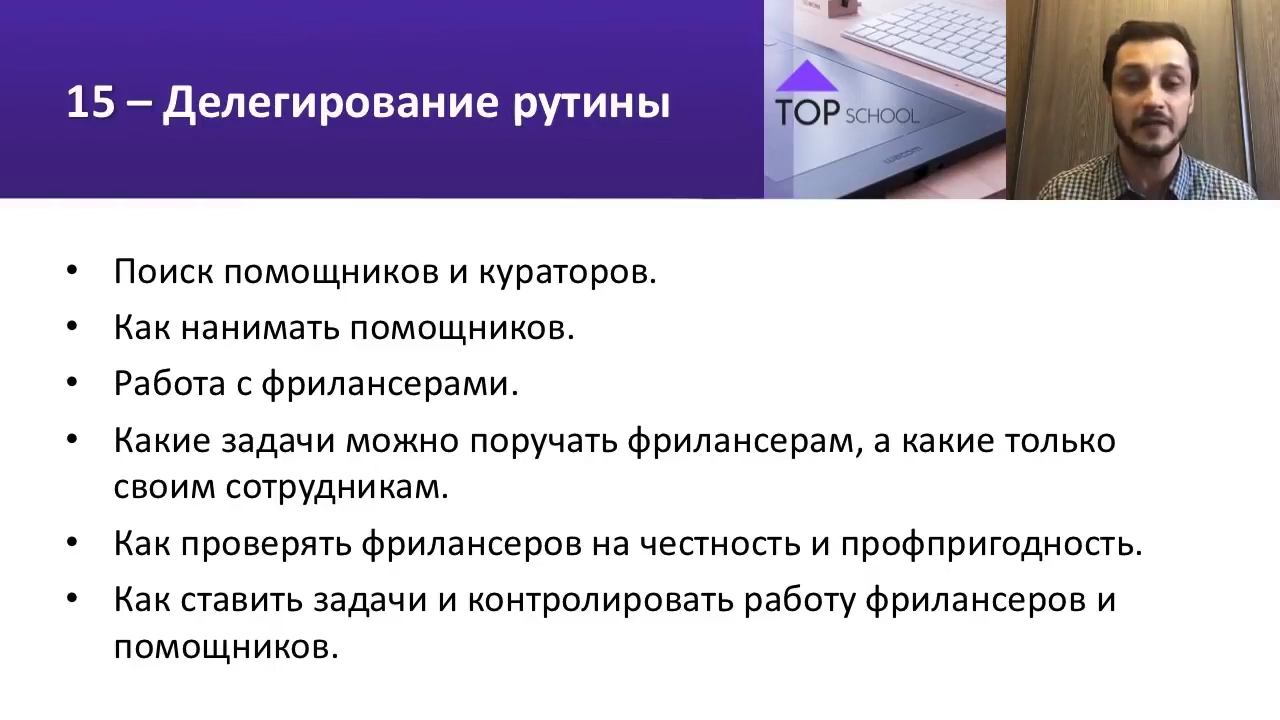 15 – Делегирование рутины
TOP SCHOOL
wacom
• Поиск помощников и кураторов.
• Как нанимать помощников.
• Работа с фрилансерами.
• Какие задачи можно поручать фрилансерам, а какие только
своим сотрудникам.
• Как проверять фрилансеров на честность и профпригодность.
• Как ставить задачи и контролировать работу фрилансеров и
помощников.